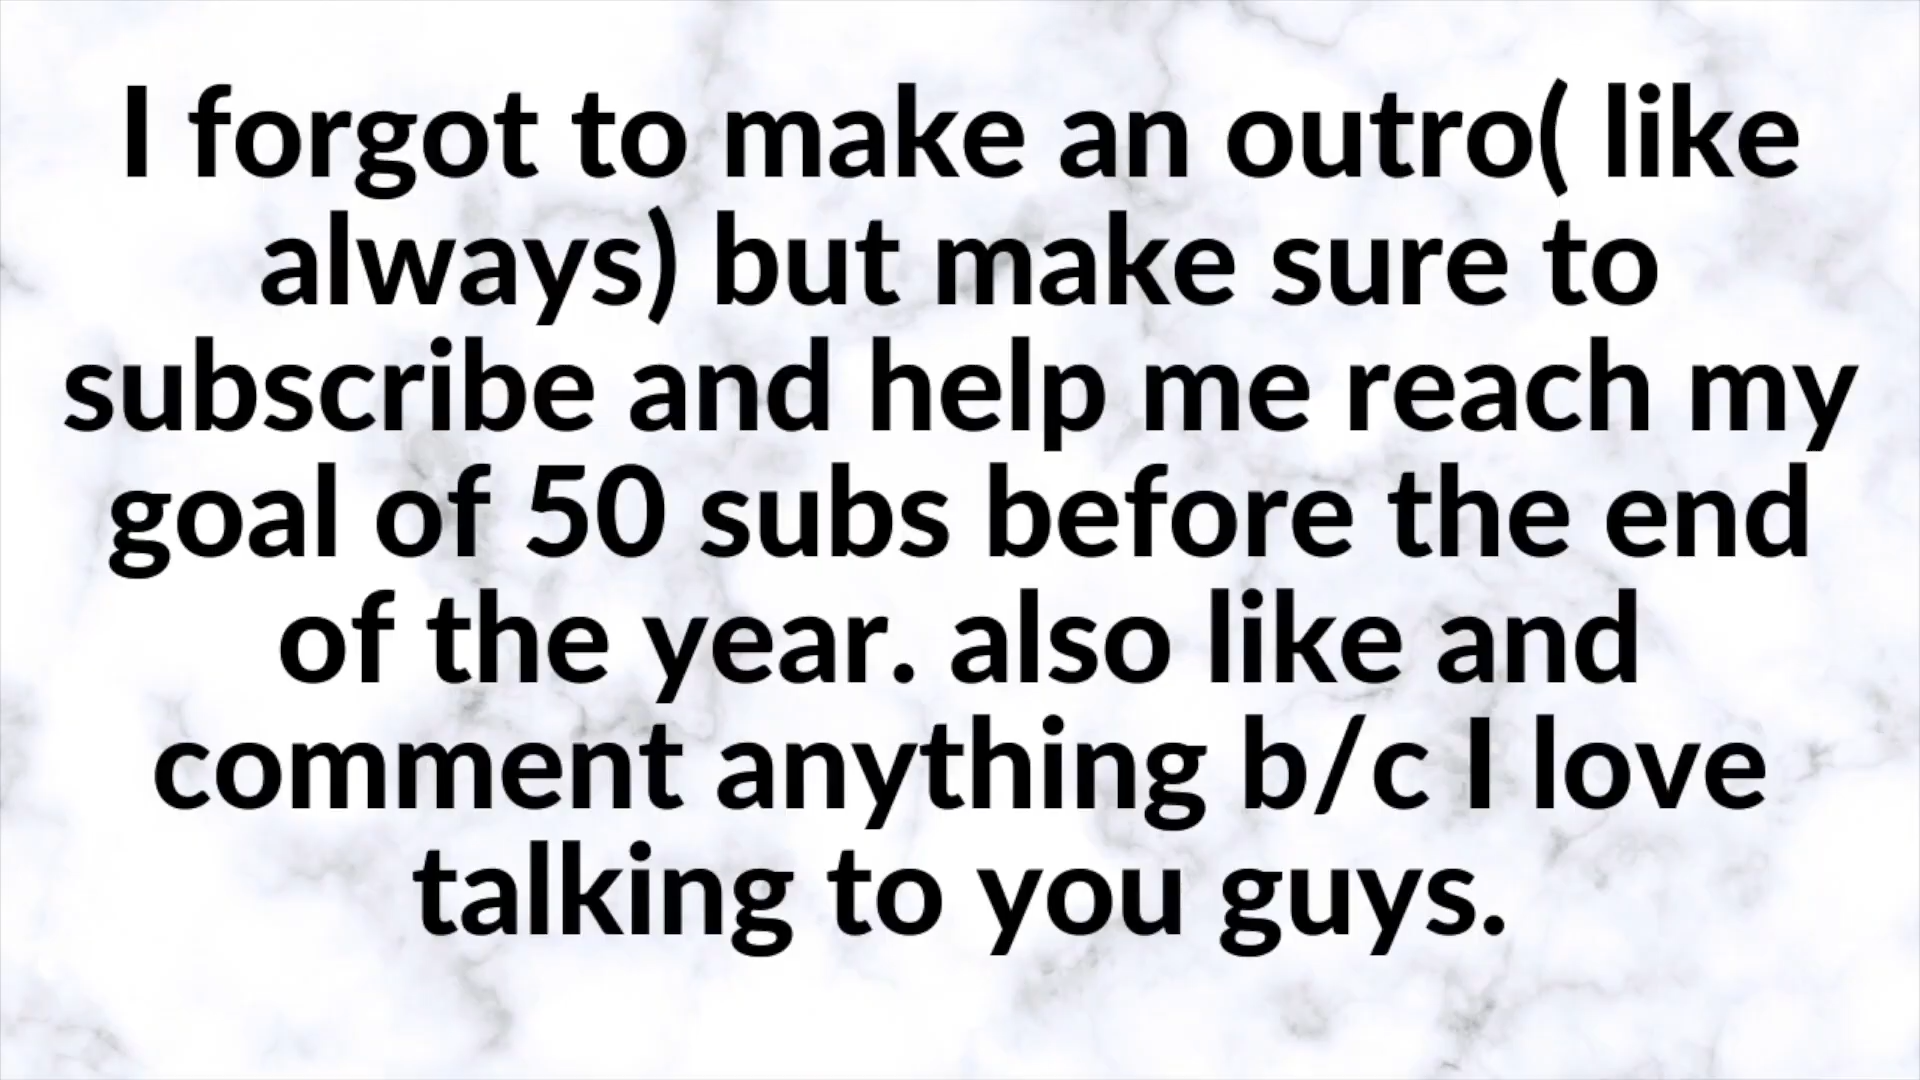 I forgot to make an outro( like
always) but make sure to
subscribe and help me reach my
goal of 50 subs before the end
of the year. also like and
comment anything b/c I love
talking to you guys.